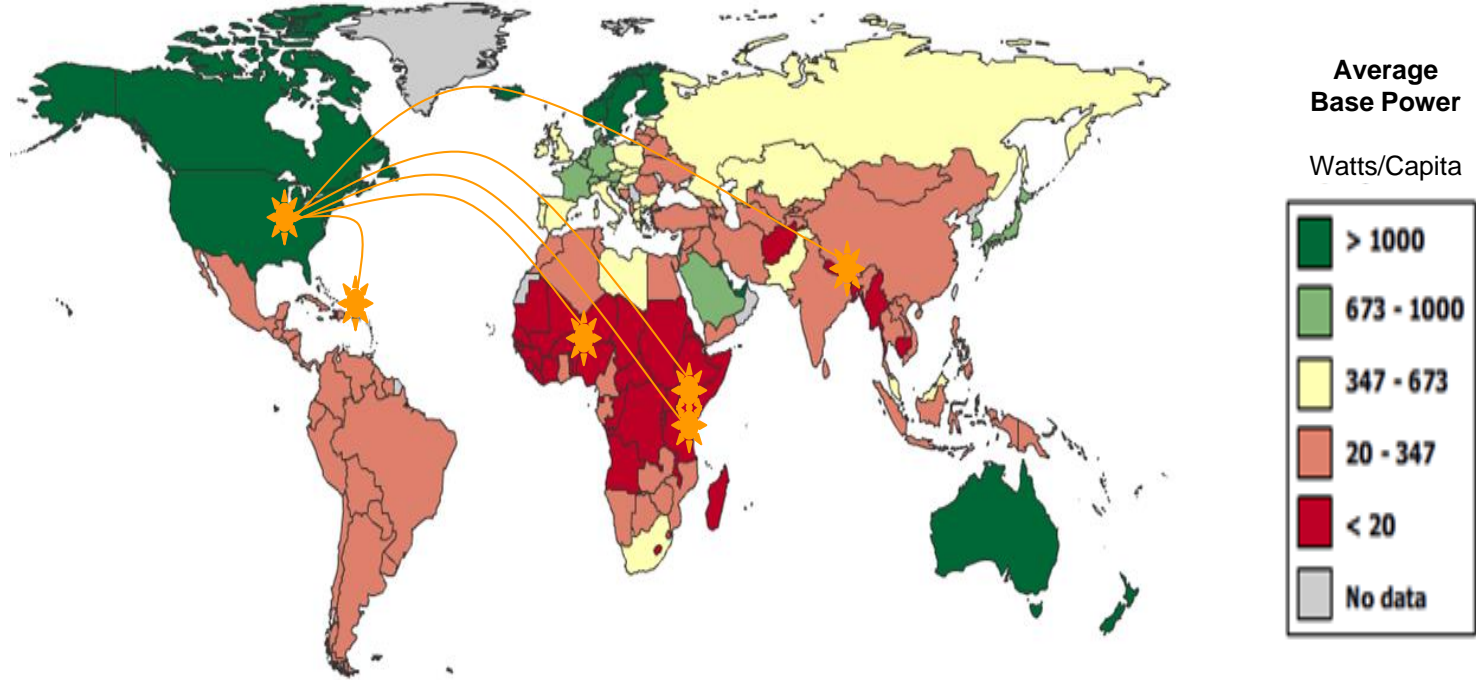 Average
Base Power
Watts/Capita
> 1000
673 - 1000
347 - 673
20 - 347
< 20
No data